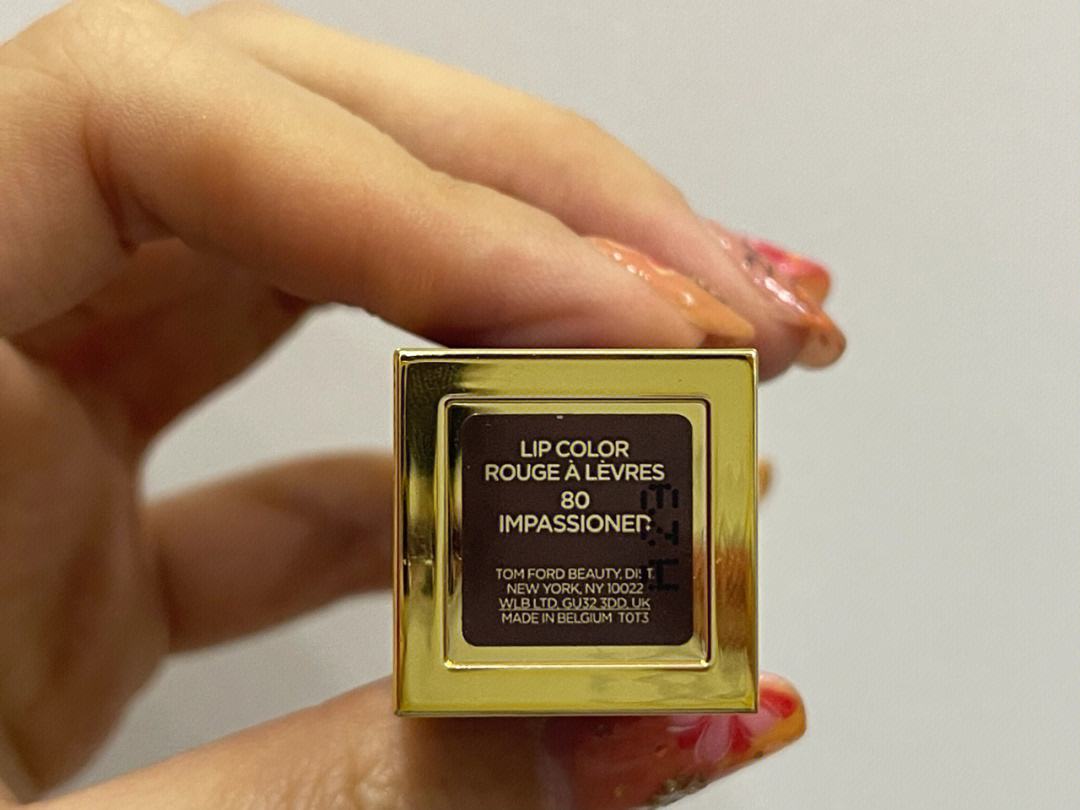 LIP COLOR
ROUGE À LÈVRES
80
IMPASSIONED
TOM FORD BEAUTY, DIST.
NEW YORK, NY 10022
WLB LTD. GU32 3DD. UK
MADE IN BELGIUM T0T3